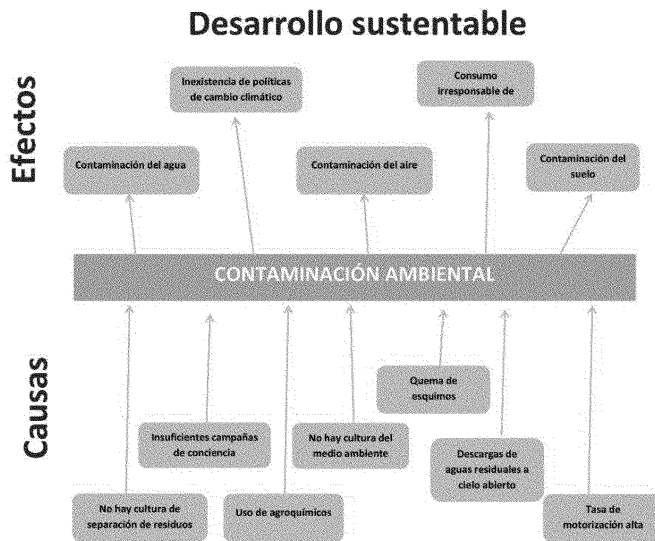 Desarrollo sustentable
Efectos
Inexistencia de políticas
de cambio climático
Consumo
irresponsable de
Contaminación del agua
Contaminación del aire
Contaminación del
suelo
CONTAMINACIÓN AMBIENTAL
Causas
Quema de
esquimos
Insuficientes campañas
de conciencia
No hay cultura del
medio ambiente
Descargas de
aguas residuales a
cielo abierto
No hay cultura de
separación de residuos
Uso de agroquímicos
Tasa de
motorización alta